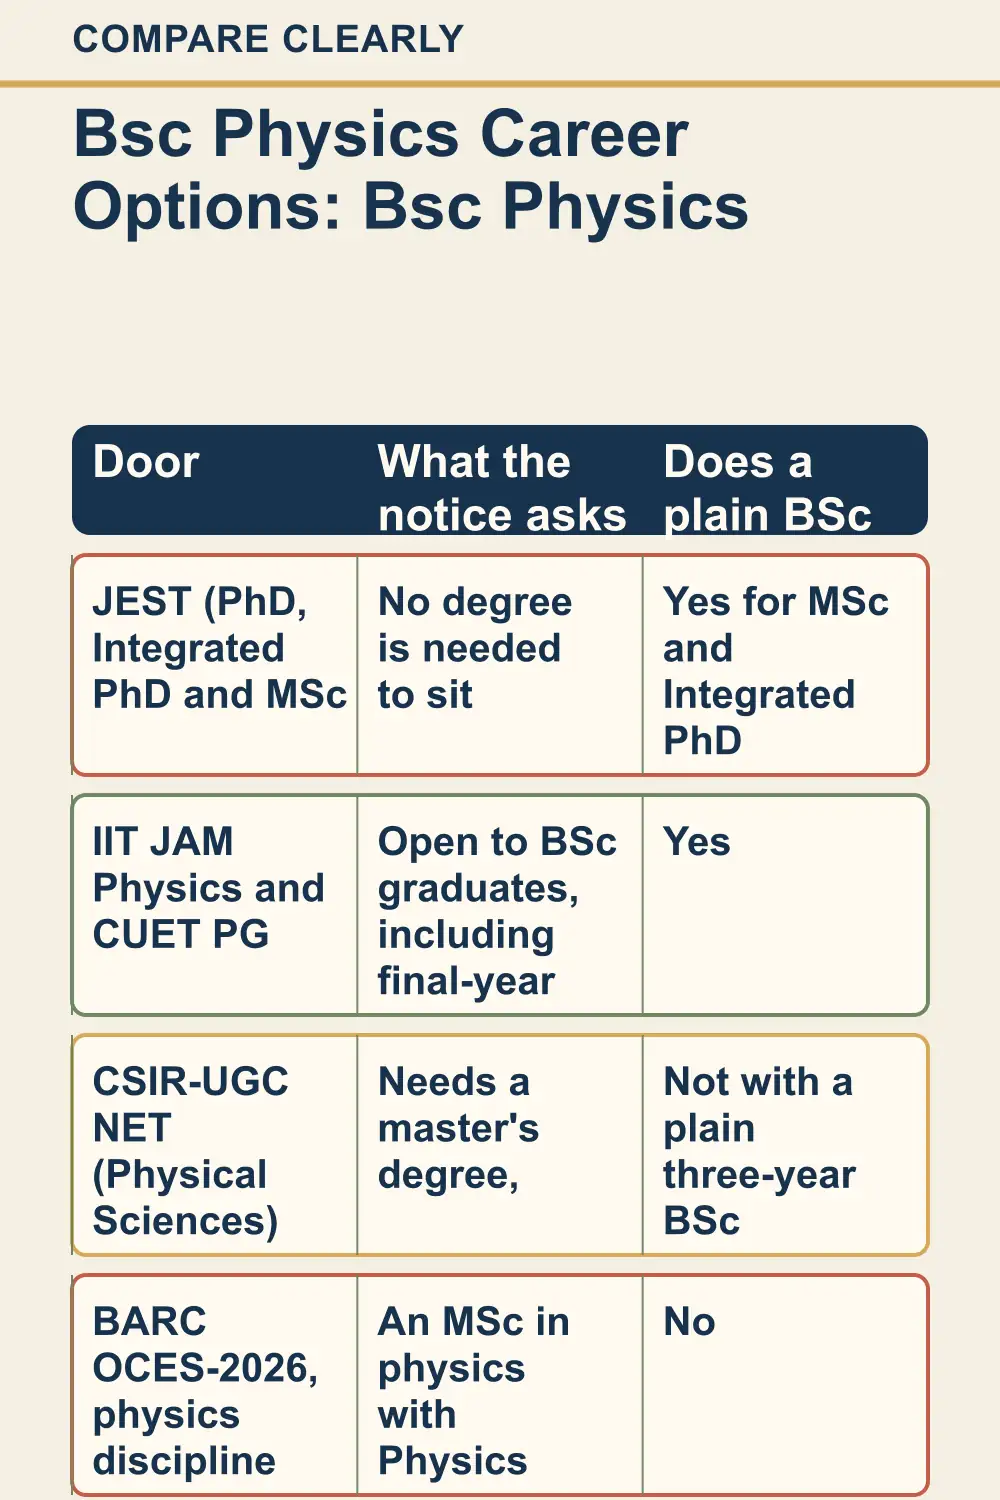 COMPARE CLEARLY
Bsc Physics Career
Options: Bsc Physics
Door
What the
notice asks
Does a
plain BSc
JEST (PhD,
Integrated
PhD and MSc
No degree
is needed
to sit
Yes for MSc
and
Integrated
PhD
IIT JAM
Physics and
CUET PG
Open to BSc
graduates,
including
final-year
Yes
CSIR-UGC
NET
(Physical
Sciences)
Needs a
master's
degree,
Not with a
plain
three-year
BSc
BARC
OCES-2026,
physics
discipline
An MSc in
physics
with
Physics
No